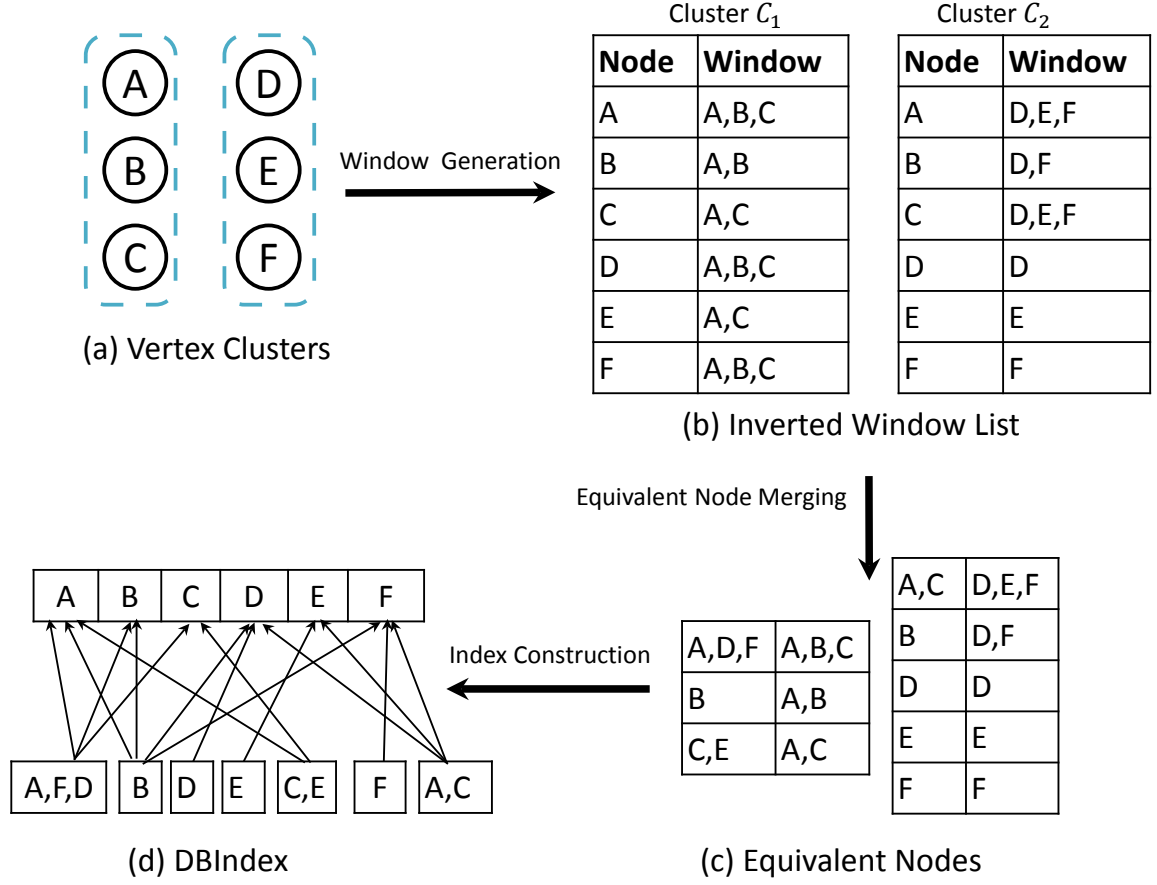 Cluster C₁
Cluster C₂
A
D
B
E
C
F
(a) Vertex Clusters
Window Generation
Node Window
A A,B,C
B A,B
C A,C
D A,B,C
E A,C
F A,B,C
Node Window
A D,E,F
B D,F
C D,E,F
D D
E E
F F
(b) Inverted Window List
Equivalent Node Merging
A,D,F A,B,C
B A,B
C,E A,C
A,C D,E,F
B D,F
D D
E E
F F
(c) Equivalent Nodes
Index Construction
A B C D E F
A,F,D B D E C,E F A,C
(d) DBIndex